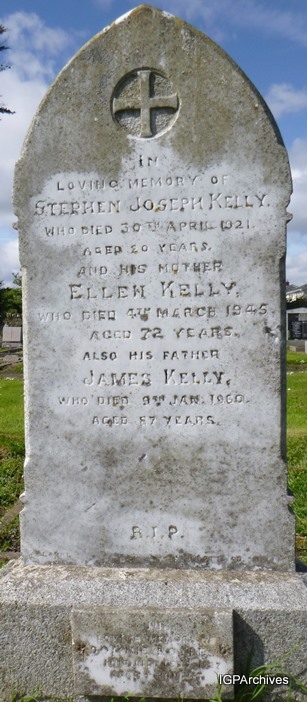 IN
LOVING MEMORY OF
STEPHEN JOSEPH KELLY.
WHO DIED 30TH APRIL 1921.
AGED 20 YEARS.
AND HIS MOTHER
ELLEN KELLY,
WHO DIED 4TH MARCH 1945.
AGED 72 YEARS.
ALSO HIS FATHER
JAMES KELLY,
WHO DIED 9TH JAN. 1960.
AGED 87 YEARS.
R.I.P.
IGPArchives